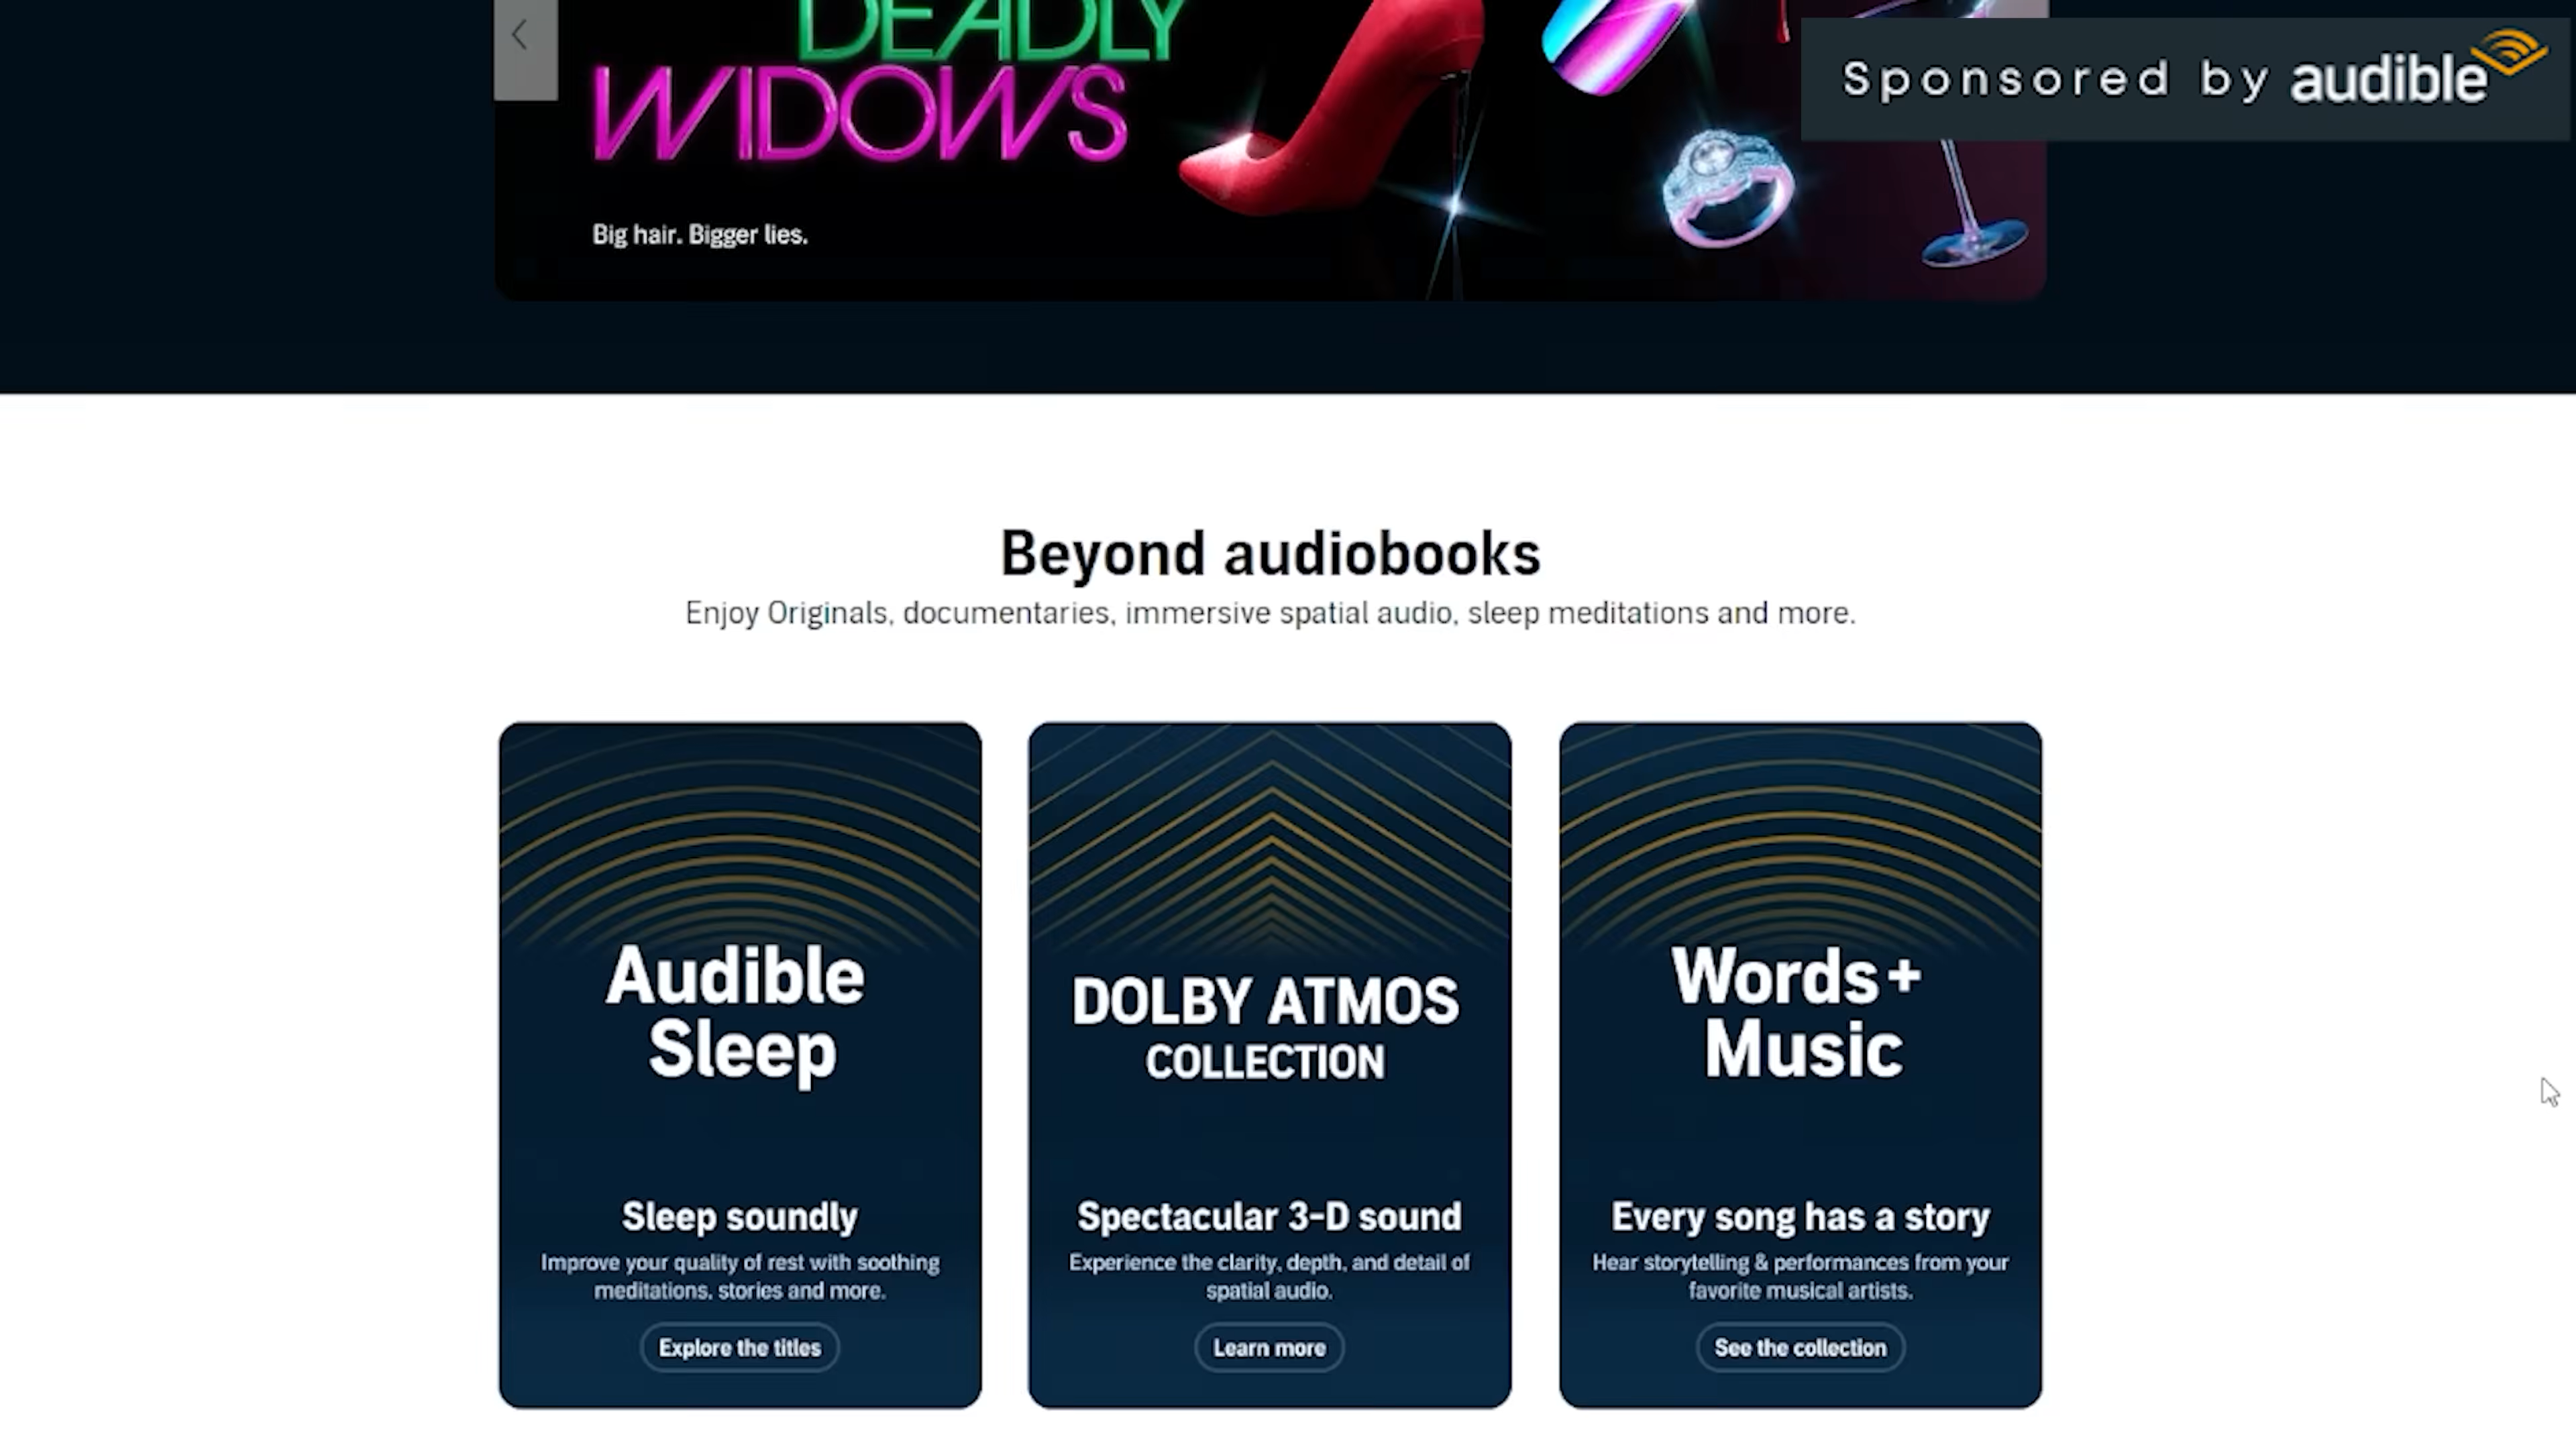 DEADLY
WIDOWS
Big hair. Bigger lies.
Sponsored by audible
Beyond audiobooks
Enjoy Originals, documentaries, immersive spatial audio, sleep meditations and more.
Audible
Sleep
Sleep soundly
Improve your quality of rest with soothing
meditations, stories and more.
Explore the titles
DOLBY ATMOS
COLLECTION
Spectacular 3-D sound
Experience the clarity, depth, and detail of
spatial audio.
Learn more
Words+
Music
Every song has a story
Hear storytelling & performances from your
favorite musical artists.
See the collection